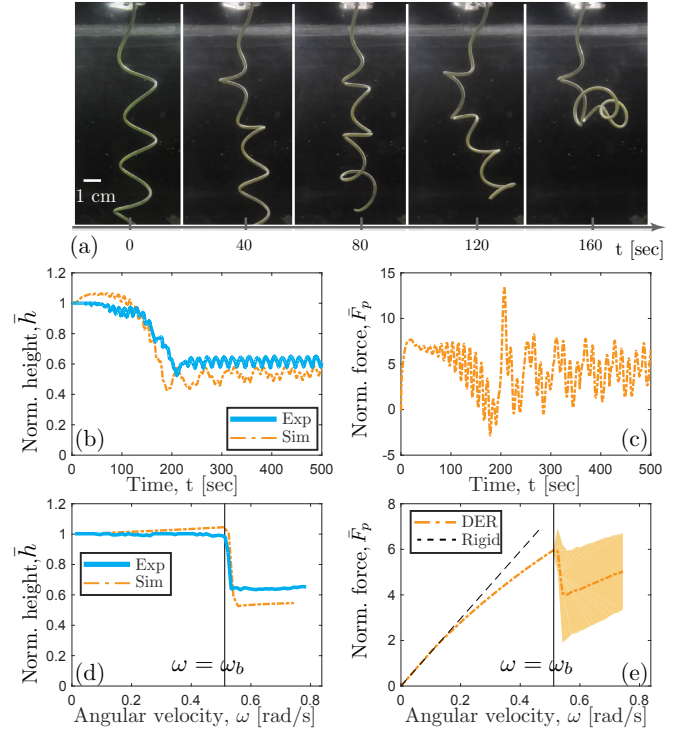 1 cm
(a)
0 40 80 120 160 t [sec]
1.2
1
0.8
0.6
0.4
0.2
0
Norm. height, h̄
(b)
Exp
Sim
0 100 200 300 400 500
Time, t [sec]
15
10
5
0
-5
Norm. force, F̄ₚ
(c)
0 100 200 300 400 500
Time, t [sec]
1.2
1
0.8
0.6
0.4
0.2
0
Norm. height, h̄
Exp
Sim
(d)
ω = ω_b
0 0.2 0.4 0.6 0.8
Angular velocity, ω [rad/s]
8
6
4
2
0
Norm. force, F̄ₚ
DER
Rigid
ω = ω_b
(e)
0 0.2 0.4 0.6 0.8
Angular velocity, ω [rad/s]